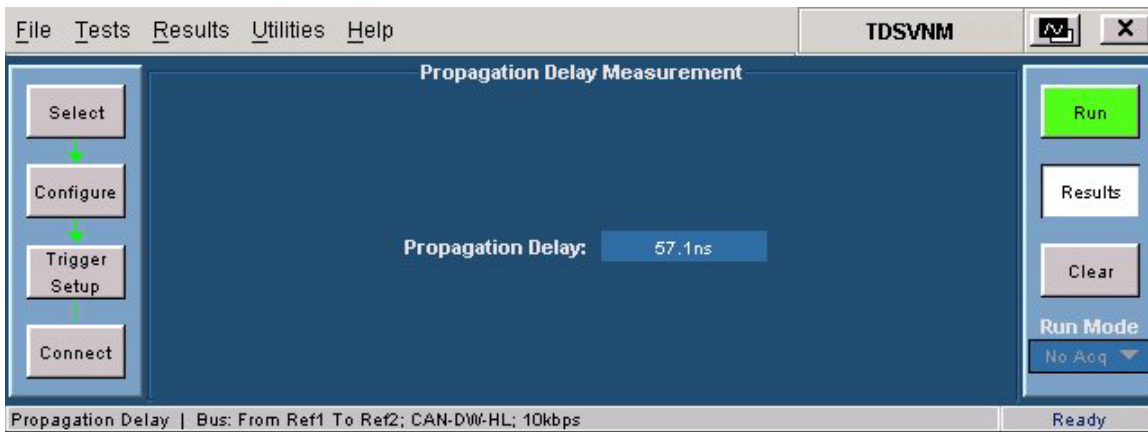 File Tests Results Utilities Help TDSVNM
Propagation Delay Measurement
Select
Configure
Trigger
Setup
Connect
Propagation Delay: 57.1ns
Run
Results
Clear
Run Mode
No Acq
Propagation Delay | Bus: From Ref1 To Ref2; CAN-DW-HL; 10kbps Ready